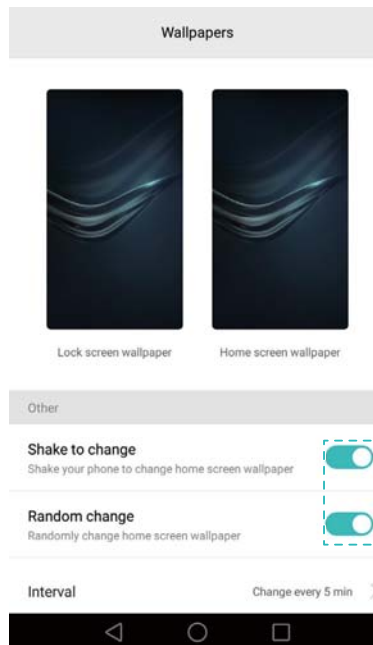 Wallpapers
Lock screen wallpaper
Home screen wallpaper
Other
Shake to change
Shake your phone to change home screen wallpaper
Random change
Randomly change home screen wallpaper
Interval
Change every 5 min